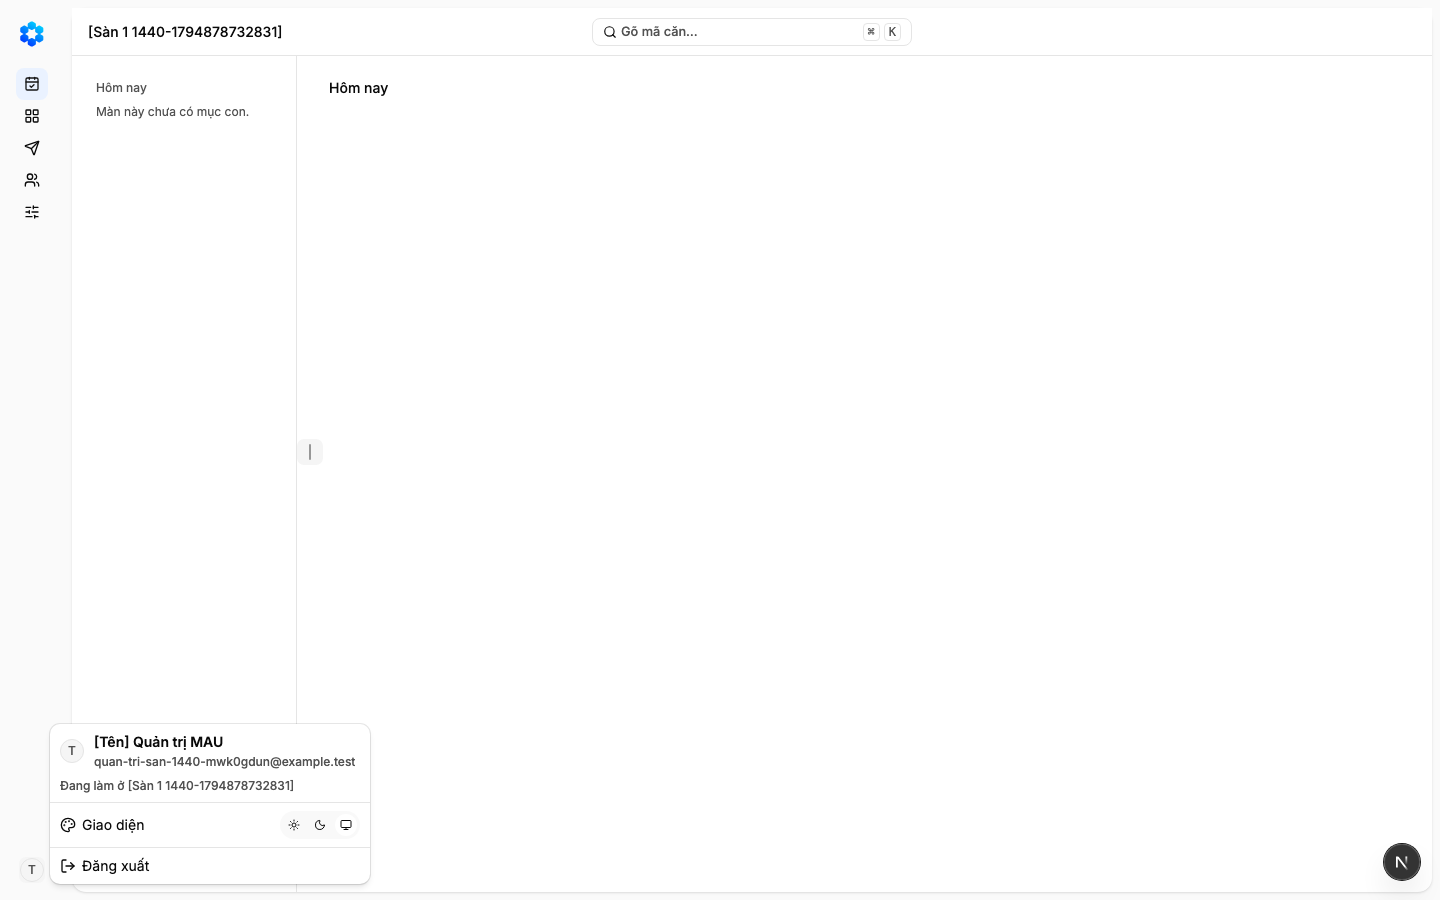 [Sàn 1 1440-1794878732831]
Gõ mã căn...
⌘ K
Hôm nay
Màn này chưa có mục con.
Hôm nay
T
[Tên] Quản trị MAU
quan-tri-san-1440-mwk0gdun@example.test
Đang làm ở [Sàn 1 1440-1794878732831]
Giao diện
Đăng xuất
T
N